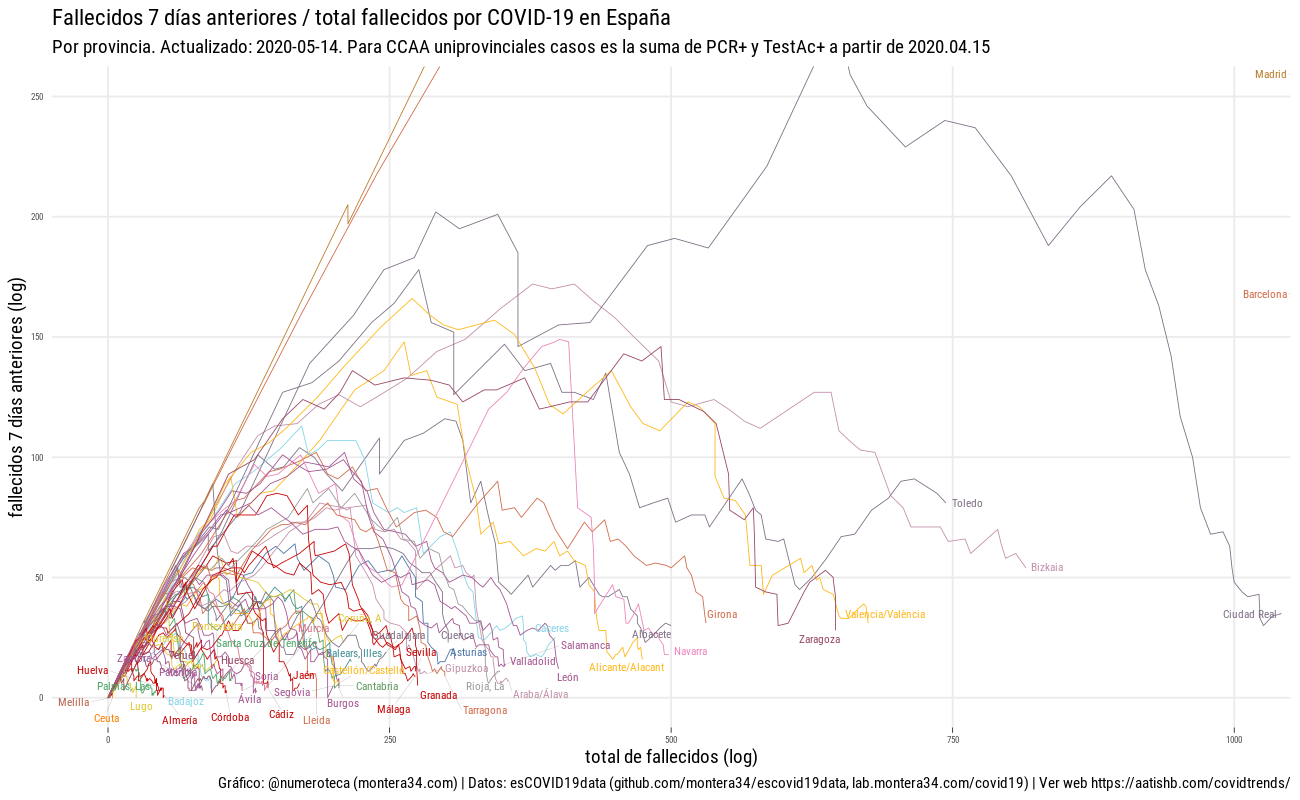 Fallecidos 7 días anteriores / total fallecidos por COVID-19 en España
Por provincia. Actualizado: 2020-05-14. Para CCAA uniprovinciales casos es la suma de PCR+ y TestAc+ a partir de 2020.04.15
fallecidos 7 días anteriores (log)
250
200
150
100
50
0
Madrid
Barcelona
Toledo
Bizkaia
Ciudad Real
Girona
Valencia/València
Zaragoza
Coruña, A
Murcia
Guadalajara
Cuenca
Cáceres
Albacete
Santa Cruz de Tenerife
Balears, Illes
Sevilla
Asturias
Salamanca
Navarra
Teruel
Huesca
Valladolid
Alicante/Alicant
Huelva
Palencia
Soria
Jaén
Castellón/Castelló
Gipuzkoa
León
Palmas, Las
Segovia
Cantabria
Rioja, La
Araba/Álava
Melilla
Lugo
Badajoz
Ávila
Burgos
Granada
Ceuta
Almería
Córdoba
Cádiz
Lleida
Málaga
Tarragona
0
250
500
750
1000
total de fallecidos (log)
Gráfico: @numeroteca (montera34.com) | Datos: esCOVID19data (github.com/montera34/escovid19data, lab.montera34.com/covid19) | Ver web https://aatishb.com/covidtrends/